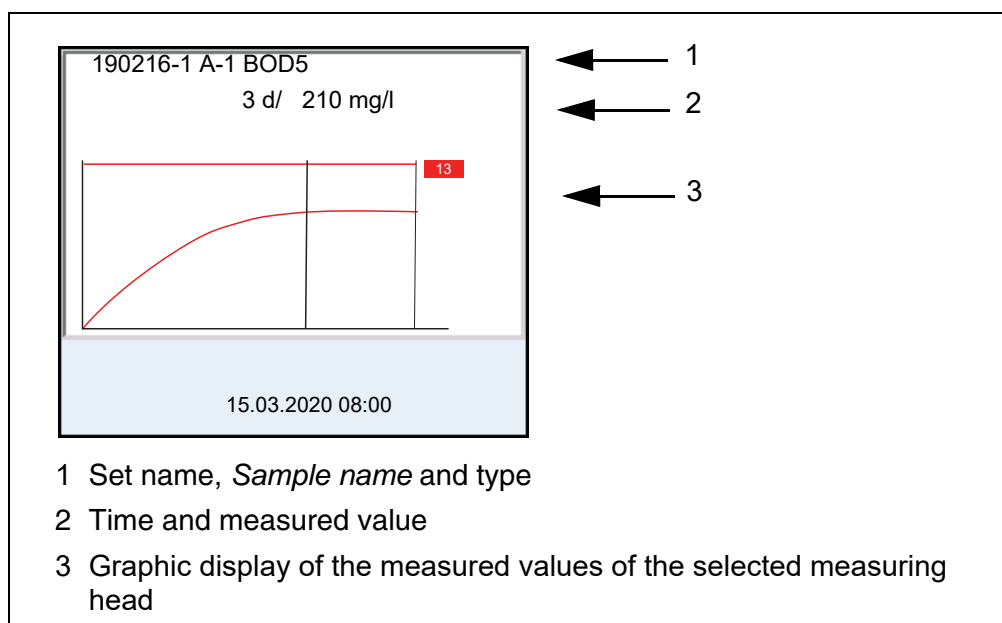 190216-1 A-1 BOD5
1
3 d/ 210 mg/l
2
13
3
15.03.2020 08:00
1 Set name, Sample name and type
2 Time and measured value
3 Graphic display of the measured values of the selected measuring
head